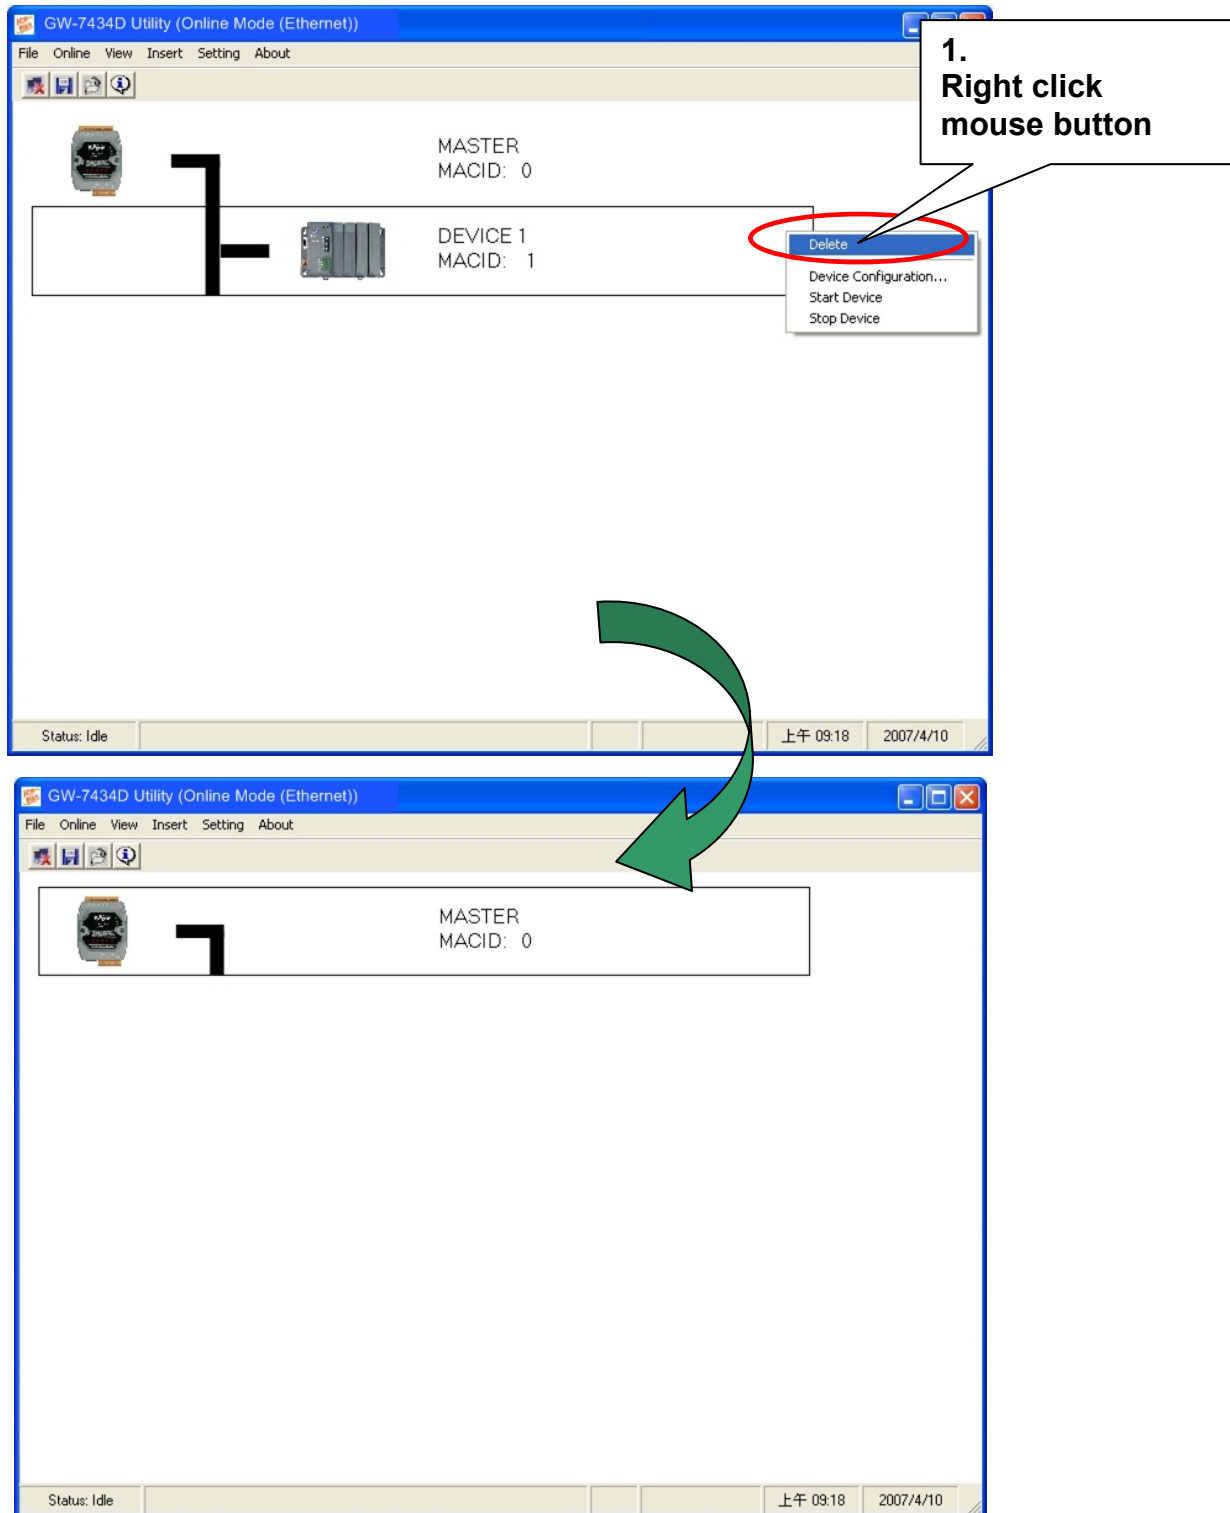 GW-7434D Utility (Online Mode (Ethernet))
File Online View Insert Setting About
1.
Right click
mouse button
MASTER
MACID: 0
DEVICE 1
MACID: 1
Delete
Device Configuration...
Start Device
Stop Device
Status: Idle
上午 09:18
2007/4/10
GW-7434D Utility (Online Mode (Ethernet))
File Online View Insert Setting About
MASTER
MACID: 0
Status: Idle
上午 09:18
2007/4/10